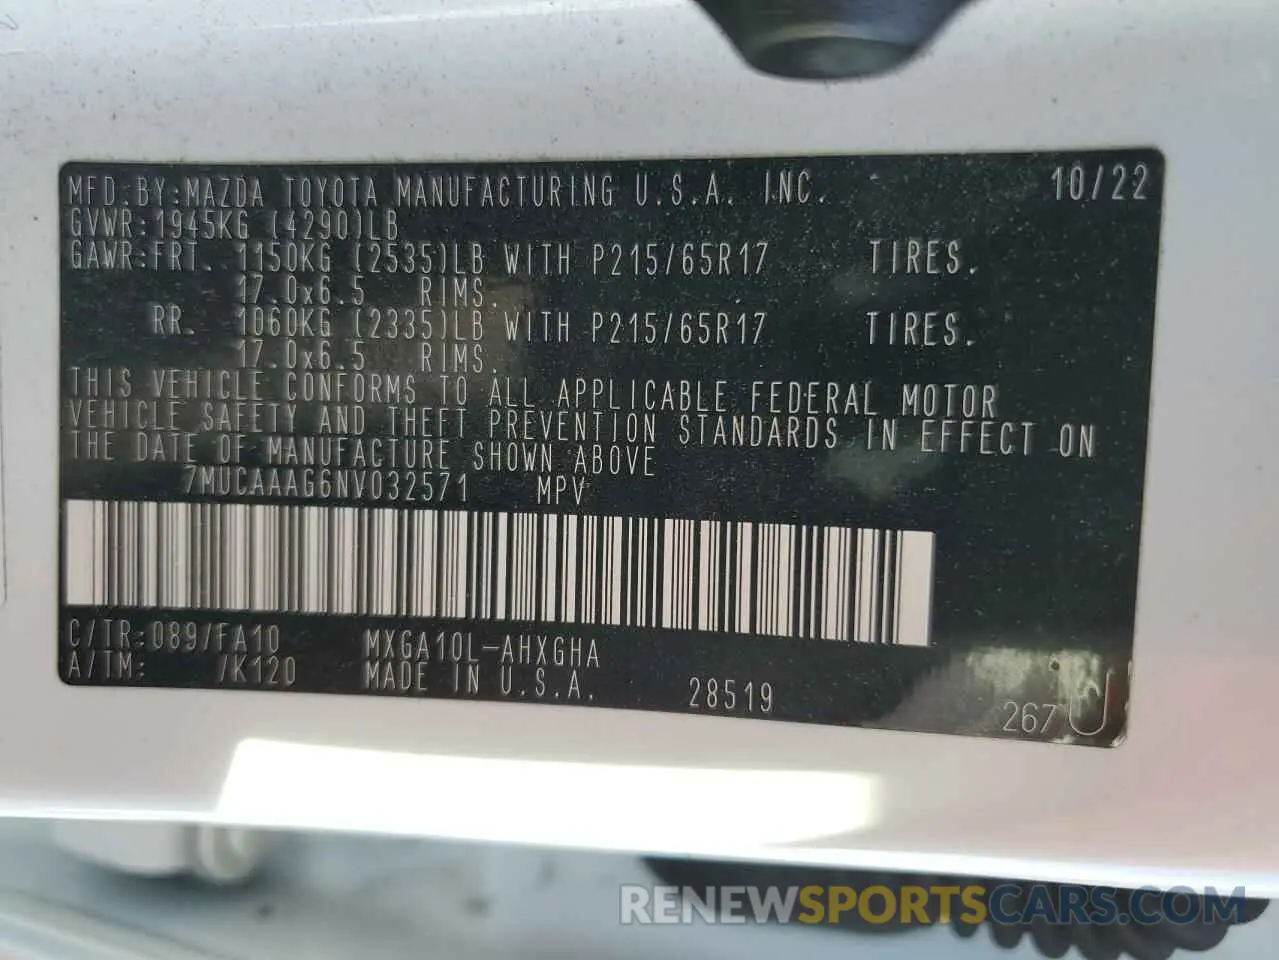 MFD.BY:MAZDA TOYOTA MANUFACTURING U.S.A. INC. 10/22
GVWR:1945KG (4290)LB
GAWR:FRT. 1150KG (2535)LB WITH P215/65R17 TIRES.
17.0x6.5 RIMS.
RR. 1060KG (2335)LB WITH P215/65R17 TIRES.
17.0x6.5 RIMS.
THIS VEHICLE CONFORMS TO ALL APPLICABLE FEDERAL MOTOR
VEHICLE SAFETY AND THEFT PREVENTION STANDARDS IN EFFECT ON
THE DATE OF MANUFACTURE SHOWN ABOVE
7MUCAAAG6NV032571 MPV
C/TR:089/FA10 MXGA10L-AHXGHA
A/TM: /K120 MADE IN U.S.A. 28519
267U
RENEWSPORTSCARS.COM